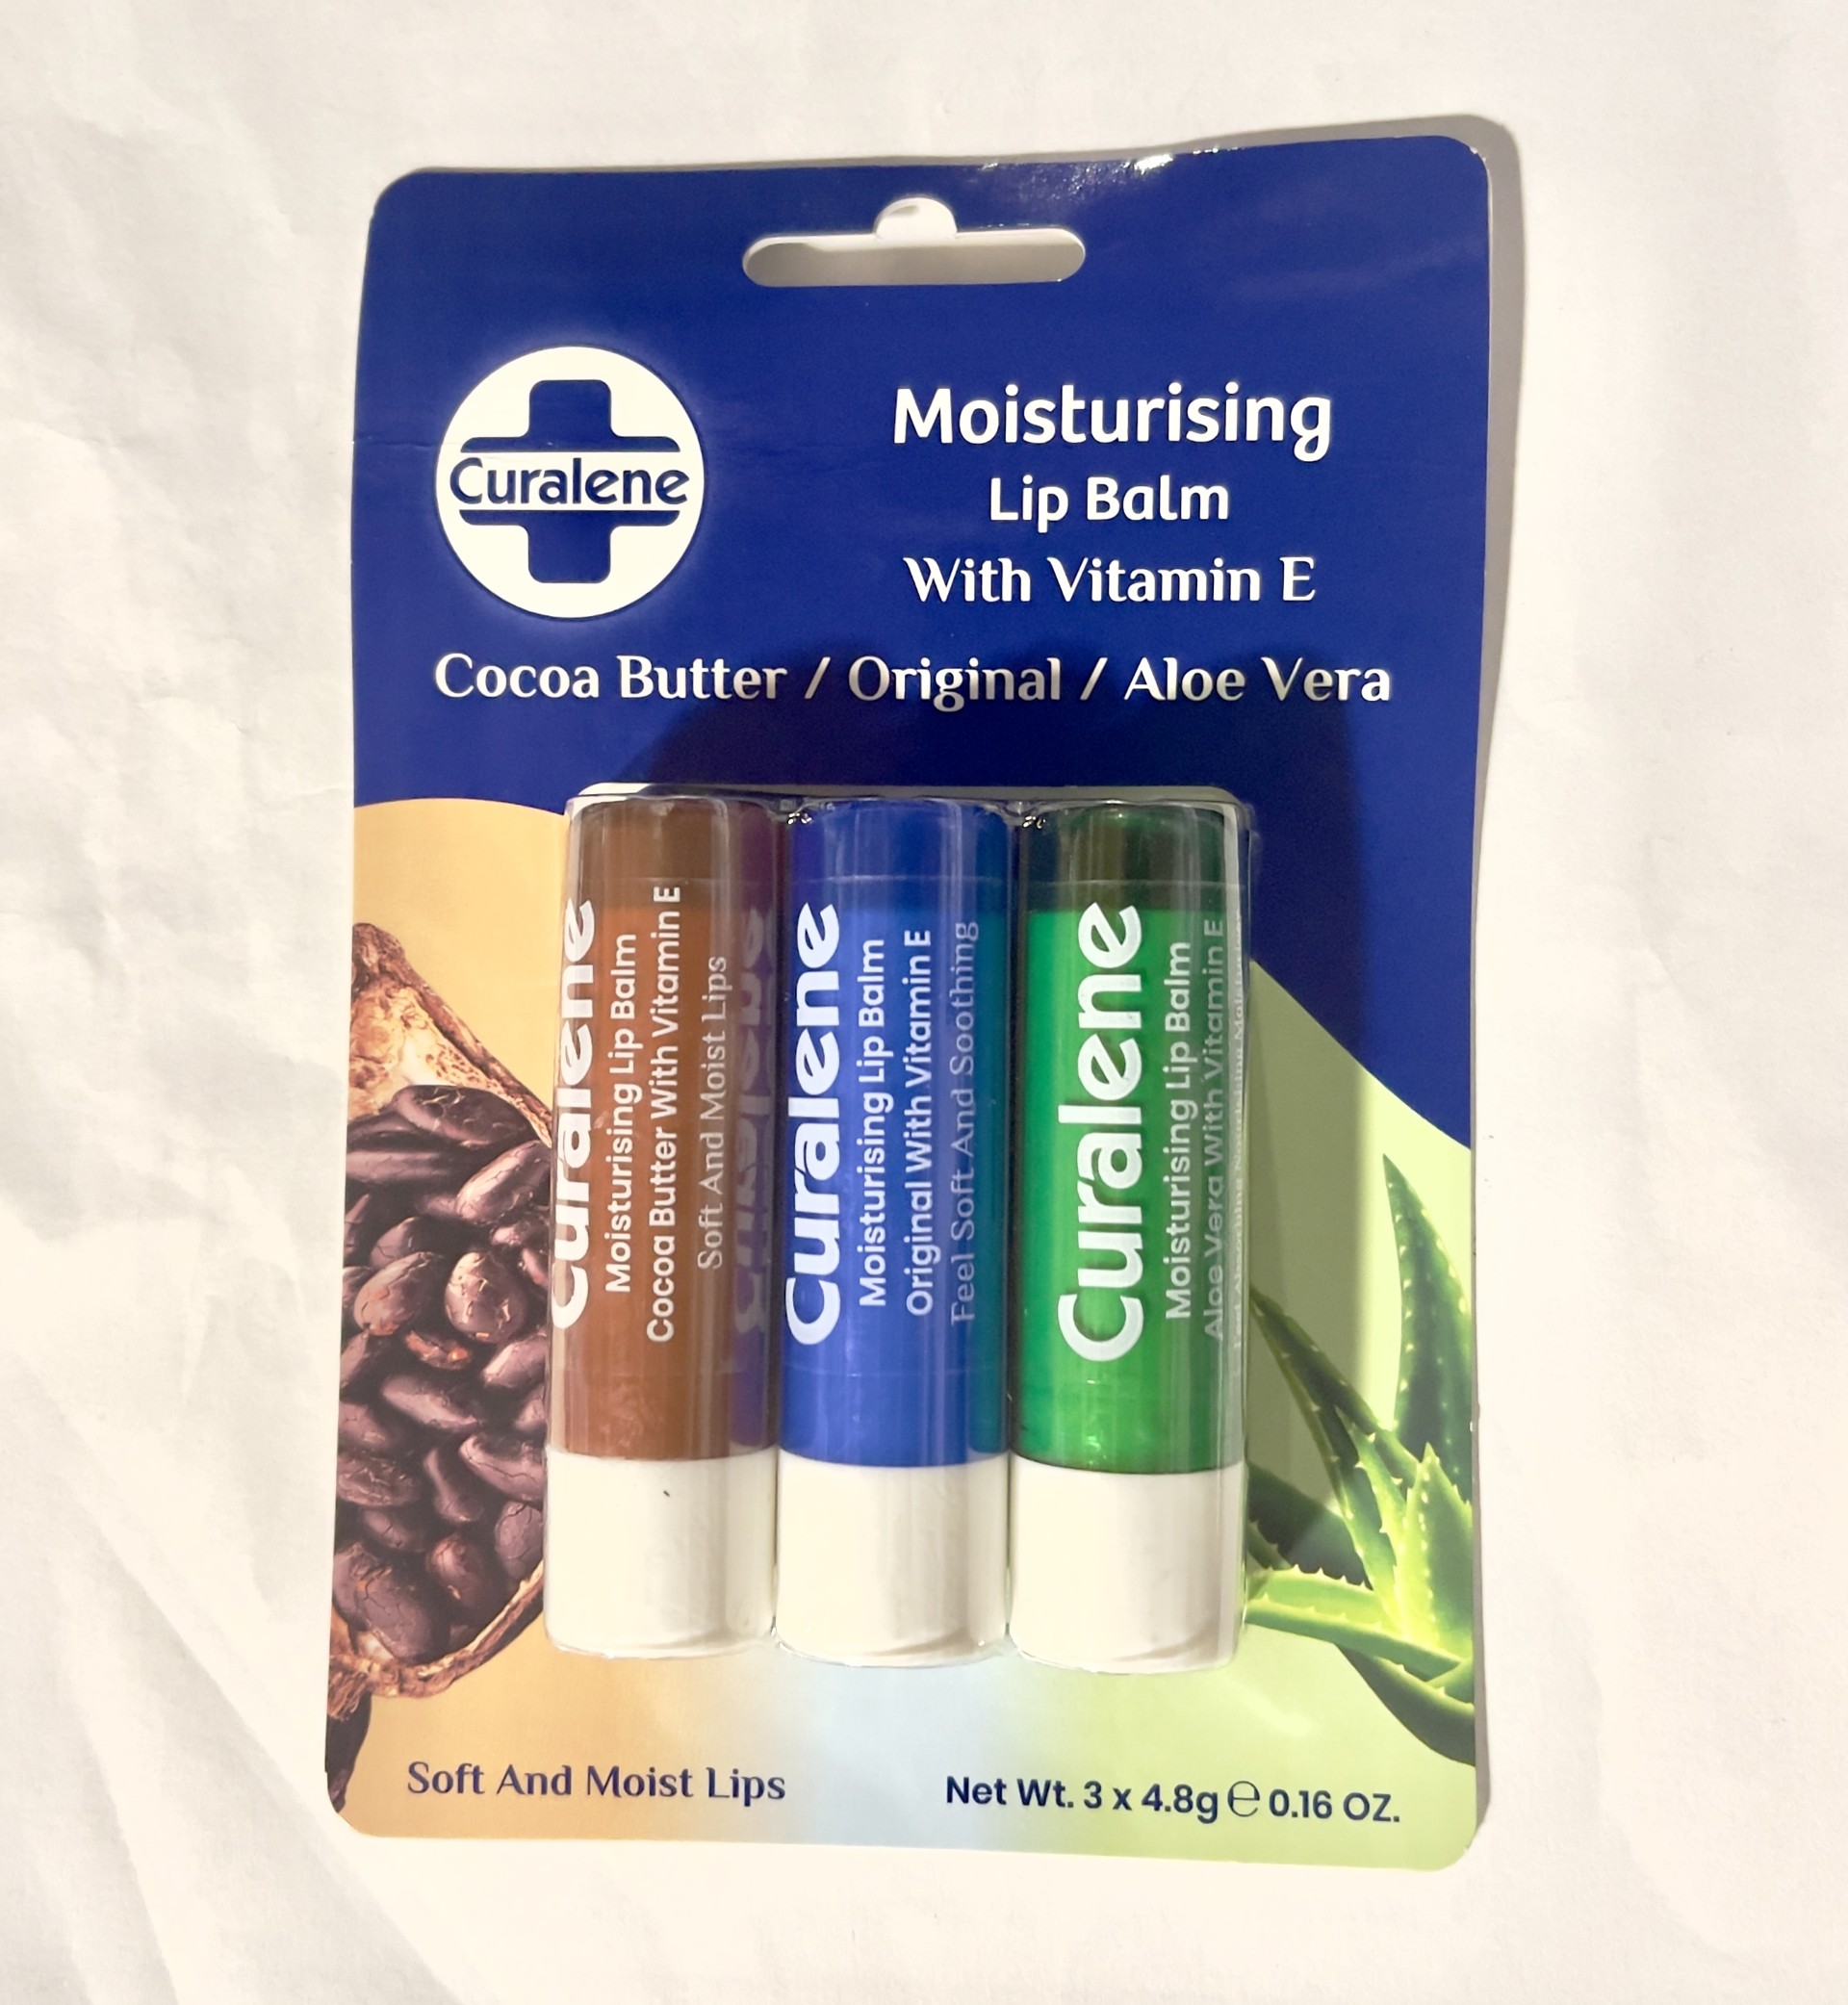 Curalene
Moisturising
Lip Balm
With Vitamin E
Cocoa Butter / Original / Aloe Vera
Curalene
Moisturising Lip Balm
Cocoa Butter With Vitamin E
Soft And Moist Lips
Curalene
Moisturising Lip Balm
Original With Vitamin E
Feel Soft And Soothing
Curalene
Moisturising Lip Balm
Aloe Vera With Vitamin E
Soft And Moist Lips
Net Wt. 3 x 4.8g ℮ 0.16 OZ.